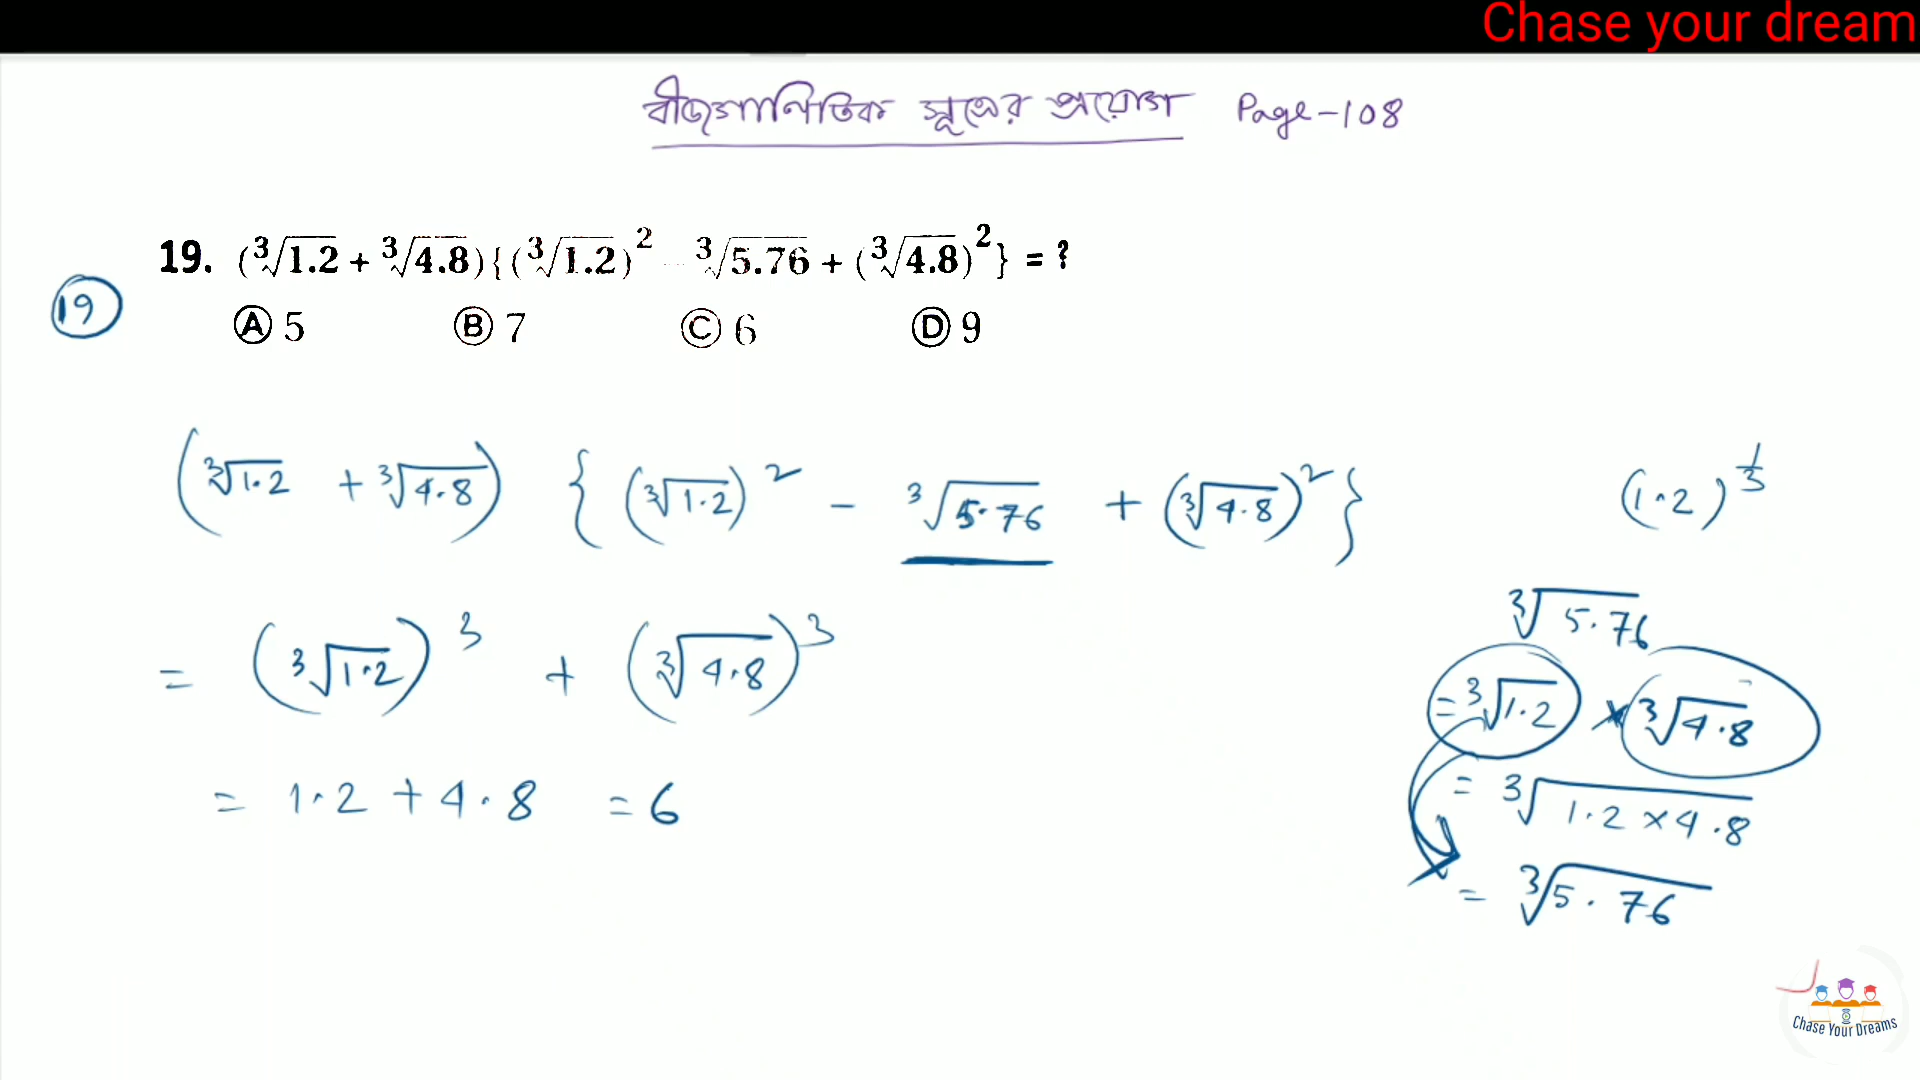 Chase your dream
বীজগাণিতিক সূত্রের প্রয়োগ Page-108
19. (∛1.2 + ∛4.8){(∛1.2)² - ∛5.76 + (∛4.8)²} = ?
19
Ⓐ 5 Ⓑ 7 Ⓒ 6 Ⓓ 9
(∛1.2 + ∛4.8) {(∛1.2)² - ∛5.76 + (∛4.8)²}
= (∛1.2)³ + (∛4.8)³
= 1.2 + 4.8 = 6
(1.2)^1/3
∛5.76
= ∛1.2 × ∛4.8
= ∛1.2×4.8
= ∛5.76
Chase Your Dreams